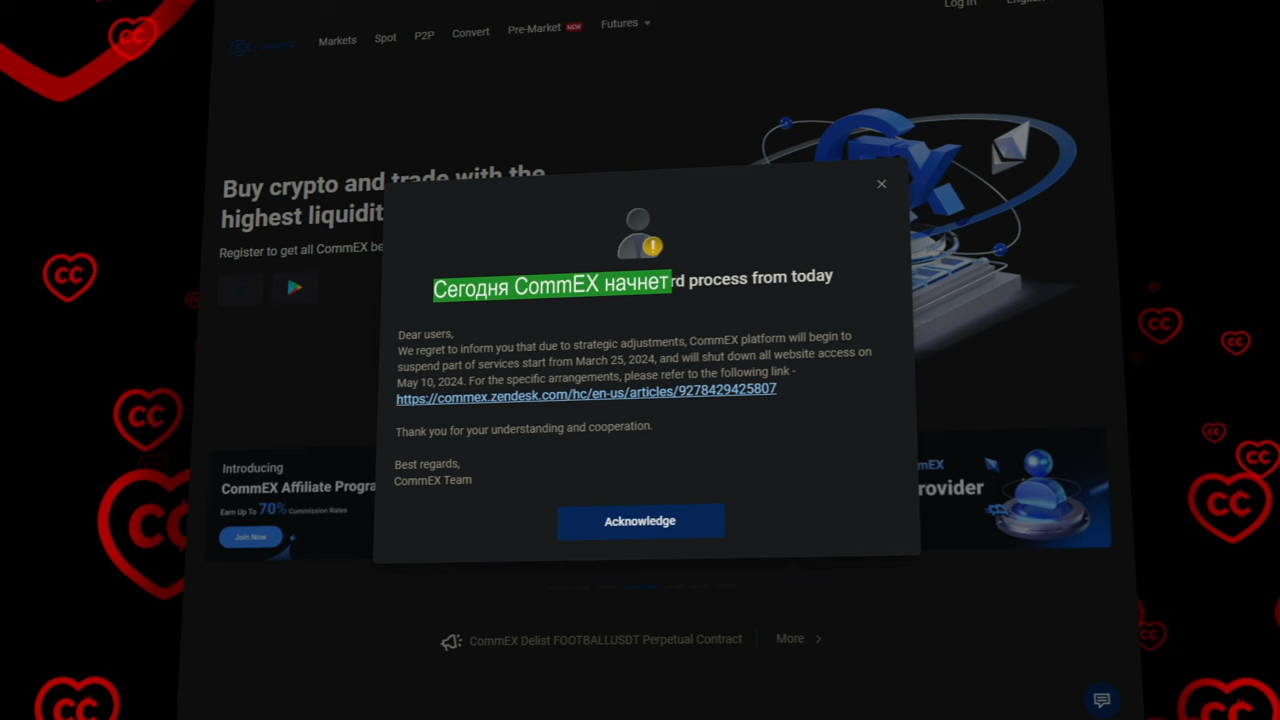 Log In
Markets
Spot
P2P
Convert
Pre-Market NEW
Futures
Buy crypto and trade with the
highest liquidit
Register to get all CommEX be
Сегодня CommEX начнет
rd process from today
Dear users,
We regret to inform you that due to strategic adjustments, CommEX platform will begin to
suspend part of services start from March 25, 2024, and will shut down all website access on
May 10, 2024. For the specific arrangements, please refer to the following link -
https://commex.zendesk.com/hc/en-us/articles/9278429425807
Thank you for your understanding and cooperation.
Best regards,
CommEX Team
Acknowledge
Introducing
CommEX Affiliate Progra
Earn Up To 70% Commission Rates
Join Now
mEX
rovider
CommEX Delist FOOTBALLUSDT Perpetual Contract
More